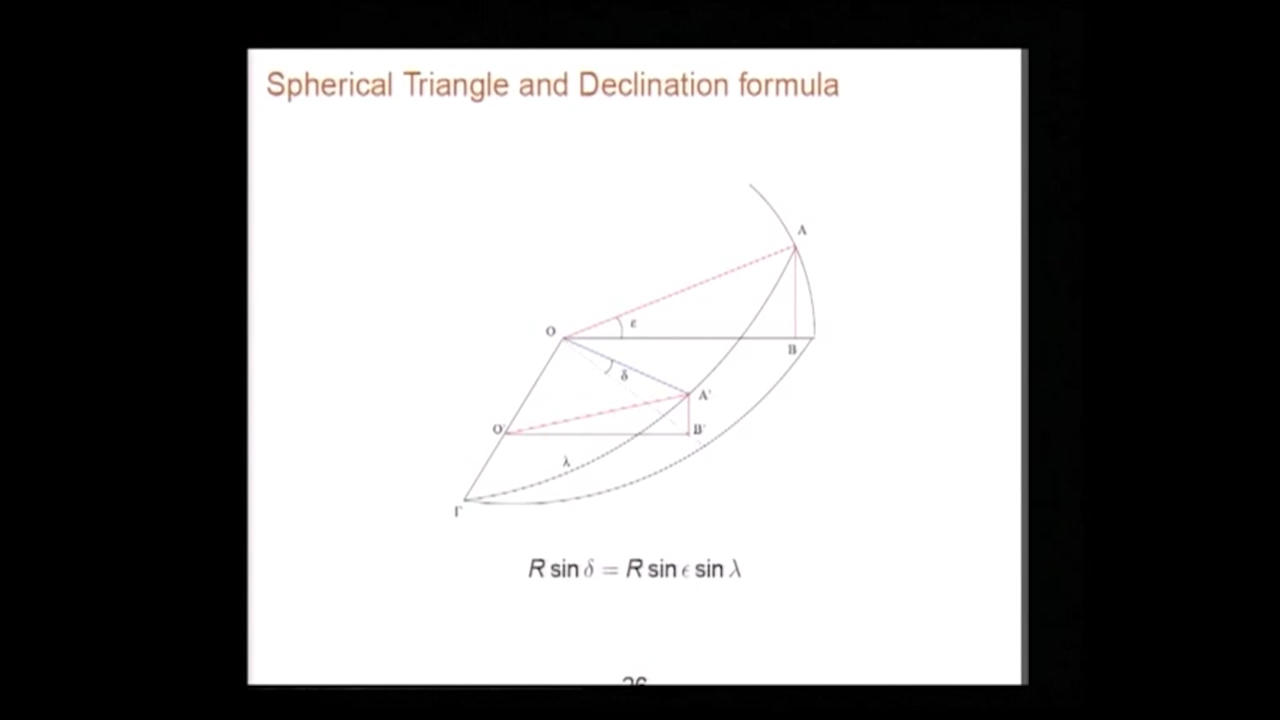 Spherical Triangle and Declination formula
A
O
ε
B
δ
A'
O'
B'
λ
Γ
R sin δ = R sin ϵ sin λ